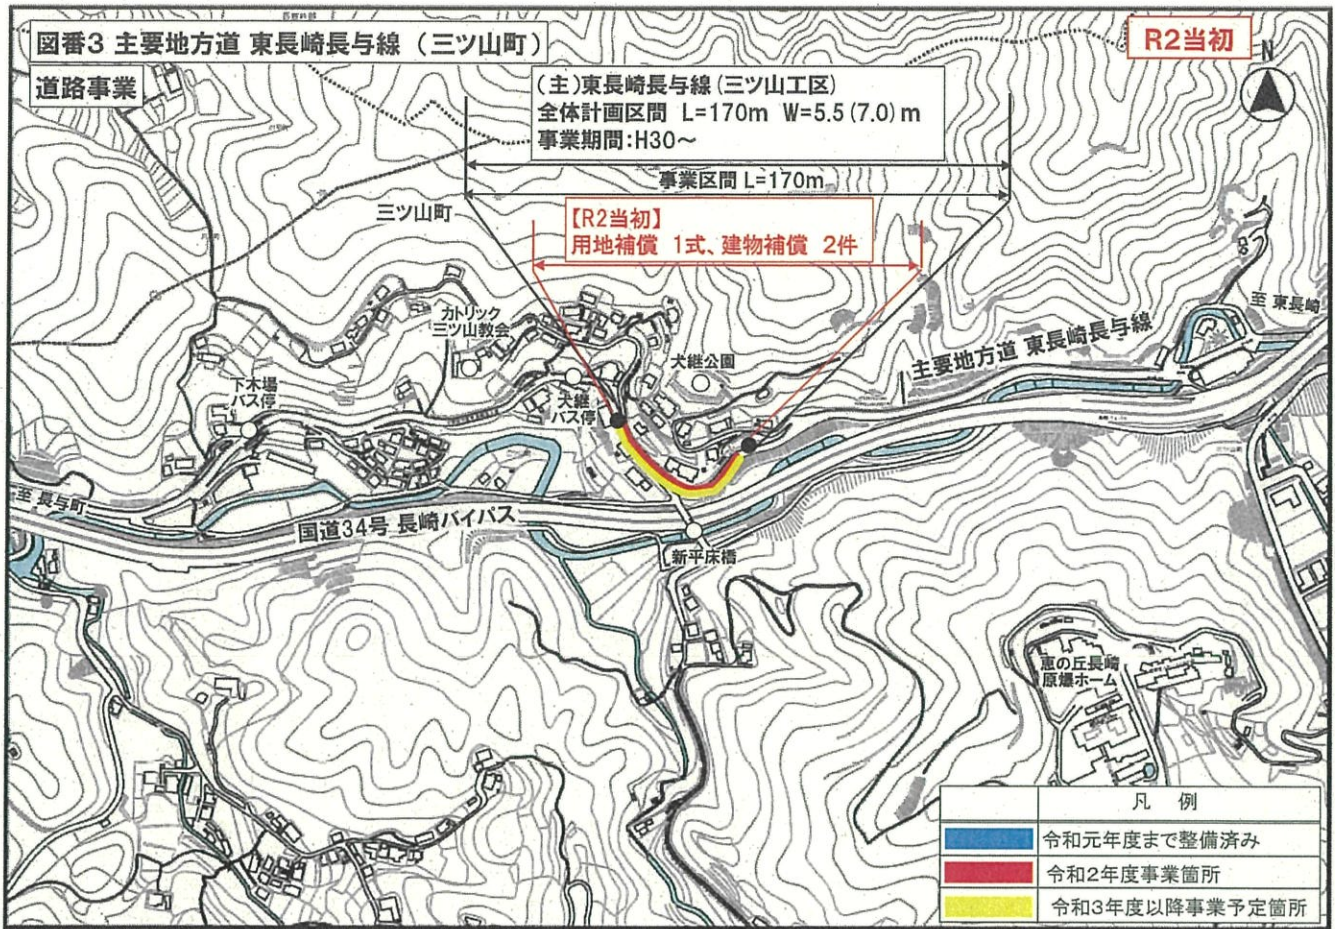 図番3 主要地方道 東長崎長与線 (三ツ山町)
道路事業
R2当初
N
(主)東長崎長与線(三ツ山工区)
全体計画区間 L=170m W=5.5(7.0)m
事業期間:H30~
事業区間 L=170m
三ツ山町
【R2当初】
用地補償 1式、建物補償 2件
カトリック
三ツ山教会
犬継
バス停
犬継公園
下木場
バス停
主要地方道 東長崎長与線
至 東長崎
至 長与町
国道34号 長崎バイパス
新平床橋
恵の丘長崎
原爆ホーム
凡 例
令和元年度まで整備済み
令和2年度事業箇所
令和3年度以降事業予定箇所